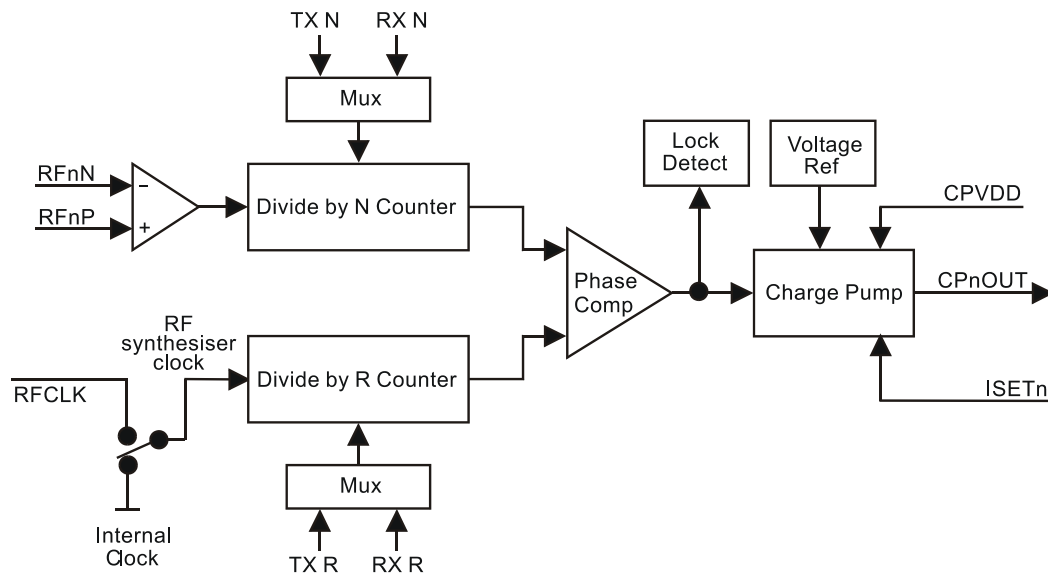 TX N
RX N
Mux
RFnN
−
RFnP
+
Divide by N Counter
Lock
Detect
Voltage
Ref
CPVDD
Phase
Comp
Charge Pump
CPnOUT
RF
synthesiser
clock
RFCLK
Divide by R Counter
ISETn
Mux
Internal
Clock
TX R
RX R